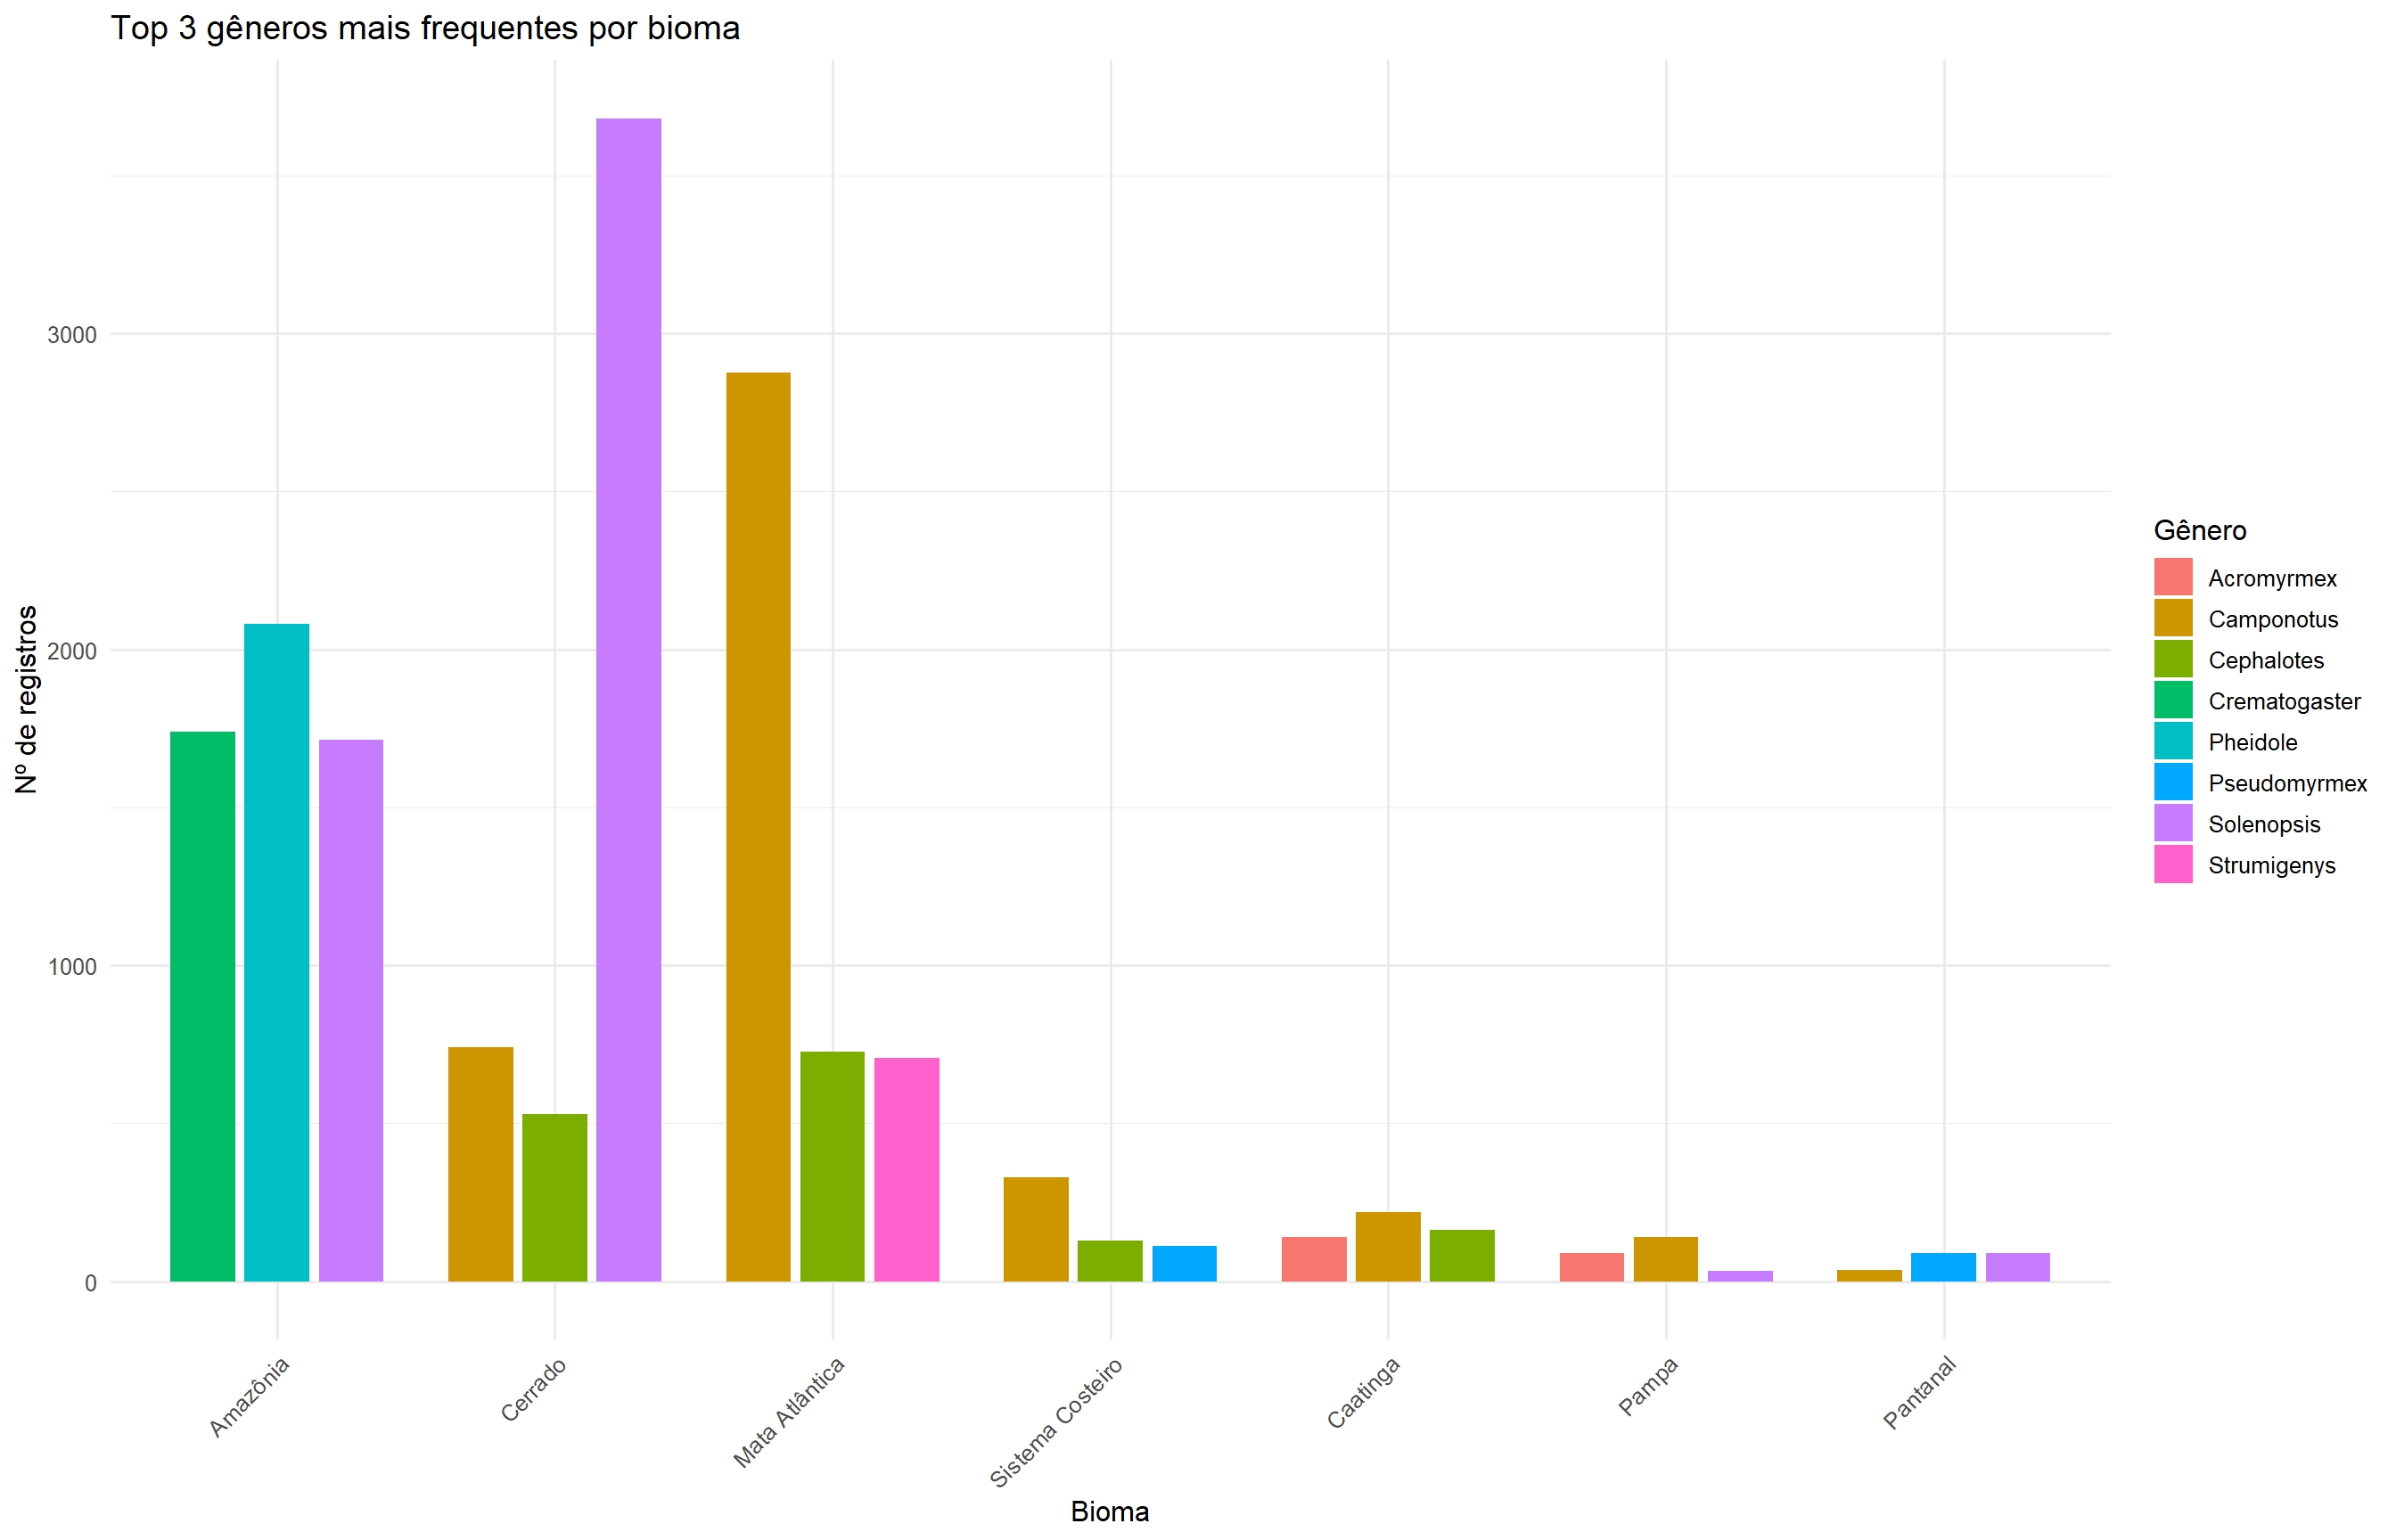 Top 3 gêneros mais frequentes por bioma
Nº de registros
3000
2000
1000
0
Amazônia
Cerrado
Mata Atlântica
Sistema Costeiro
Caatinga
Pampa
Pantanal
Bioma
Gênero
Acromyrmex
Camponotus
Cephalotes
Crematogaster
Pheidole
Pseudomyrmex
Solenopsis
Strumigenys